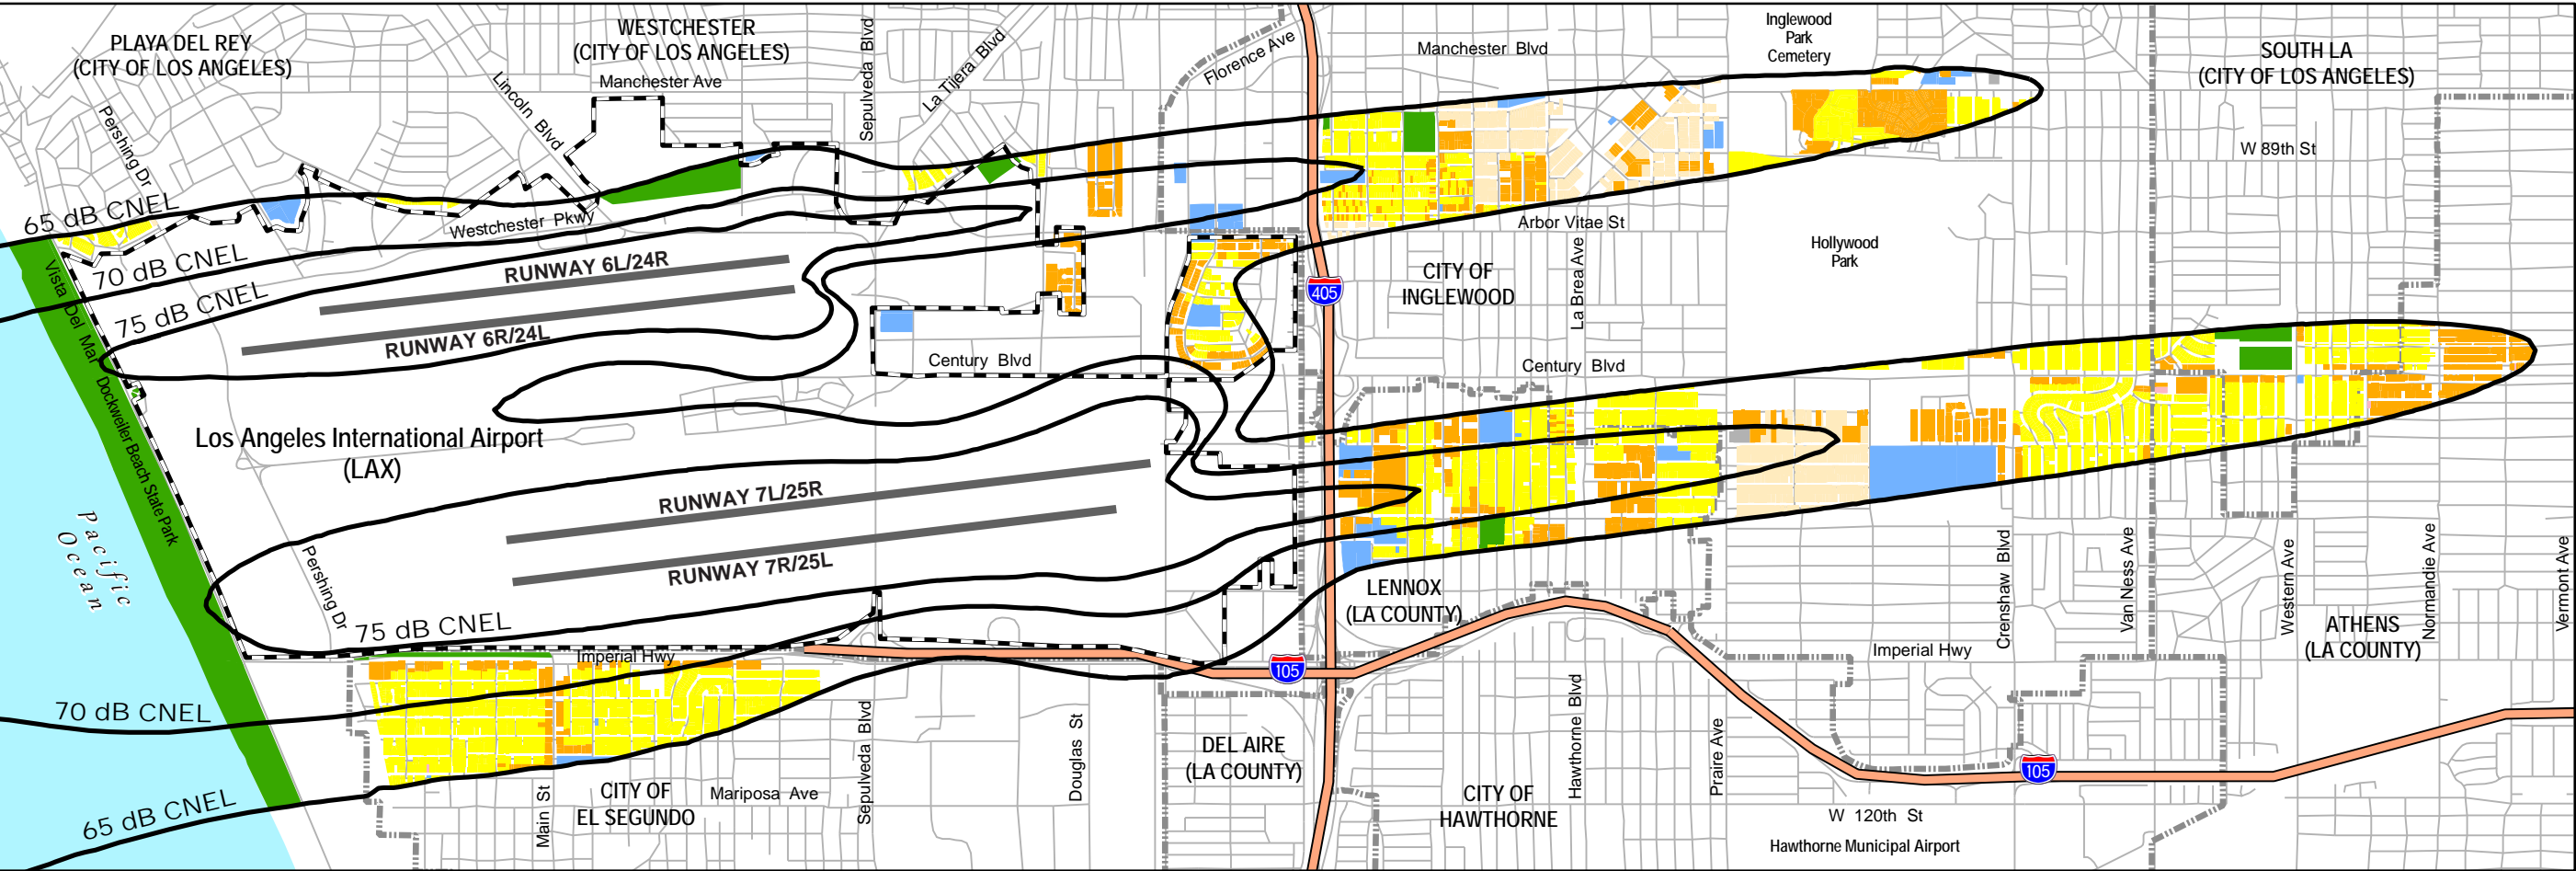 PLAYA DEL REY
(CITY OF LOS ANGELES)
WESTCHESTER
(CITY OF LOS ANGELES)
Manchester Ave
Sepulveda Blvd
La Tijera Blvd
Florence Ave
Manchester Blvd
Inglewood
Park
Cemetery
SOUTH LA
(CITY OF LOS ANGELES)
W 89th St
Pershing Dr
Lincoln Blvd
65 dB CNEL
Westchester Pkwy
70 dB CNEL
75 dB CNEL
RUNWAY 6L/24R
RUNWAY 6R/24L
Vista Del Mar
Dockweiler Beach State Park
Arbor Vitae St
La Brea Ave
Hollywood
Park
CITY OF
INGLEWOOD
405
Century Blvd
Century Blvd
Los Angeles International Airport
(LAX)
Pacific
Ocean
RUNWAY 7L/25R
RUNWAY 7R/25L
Pershing Dr
75 dB CNEL
Imperial Hwy
105
LENNOX
(LA COUNTY)
Imperial Hwy
Crenshaw Blvd
Van Ness Ave
Western Ave
Normandie Ave
Vermont Ave
ATHENS
(LA COUNTY)
70 dB CNEL
65 dB CNEL
Main St
CITY OF
EL SEGUNDO
Mariposa Ave
Sepulveda Blvd
Douglas St
DEL AIRE
(LA COUNTY)
CITY OF
HAWTHORNE
Hawthorne Blvd
Praire Ave
105
W 120th St
Hawthorne Municipal Airport